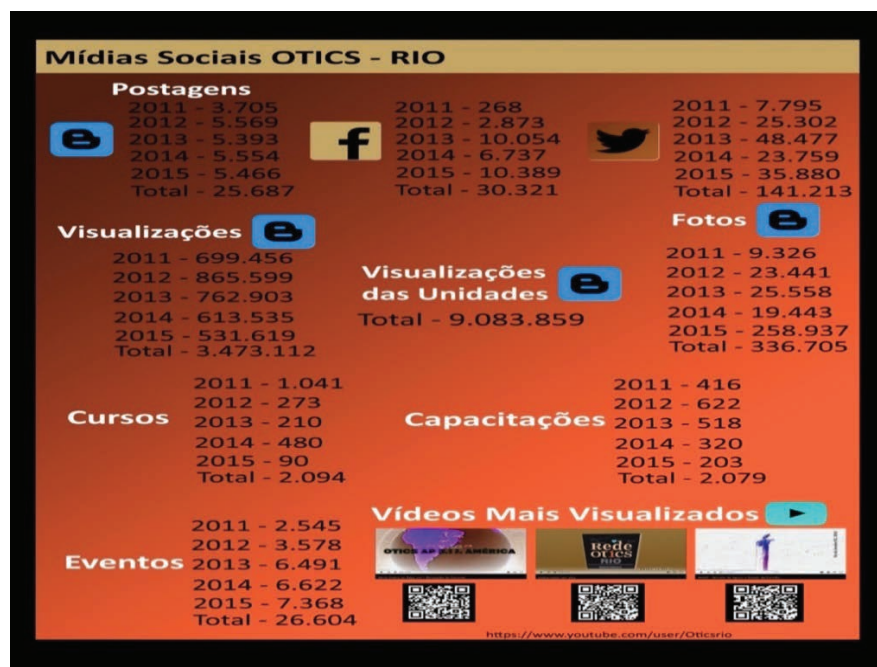 Mídias Sociais OTICS - RIO
Postagens
2011 - 3.705
2012 - 5.569
2013 - 5.393
2014 - 5.554
2015 - 5.466
Total - 25.687
2011 - 268
2012 - 2.873
2013 - 10.054
2014 - 6.737
2015 - 10.389
Total - 30.321
2011 - 7.795
2012 - 25.302
2013 - 48.477
2014 - 23.759
2015 - 35.880
Total - 141.213
Visualizações
2011 - 699.456
2012 - 865.599
2013 - 762.903
2014 - 613.535
2015 - 531.619
Total - 3.473.112
Visualizações
das Unidades
Total - 9.083.859
Fotos
2011 - 9.326
2012 - 23.441
2013 - 25.558
2014 - 19.443
2015 - 258.937
Total - 336.705
Cursos
2011 - 1.041
2012 - 273
2013 - 210
2014 - 480
2015 - 90
Total - 2.094
Capacitações
2011 - 416
2012 - 622
2013 - 518
2014 - 320
2015 - 203
Total - 2.079
Eventos
2011 - 2.545
2012 - 3.578
2013 - 6.491
2014 - 6.622
2015 - 7.368
Total - 26.604
Vídeos Mais Visualizados
OTICS AP AMÉRICA
Rede
OTICS
RIO
https://www.youtube.com/user/Oticsrio